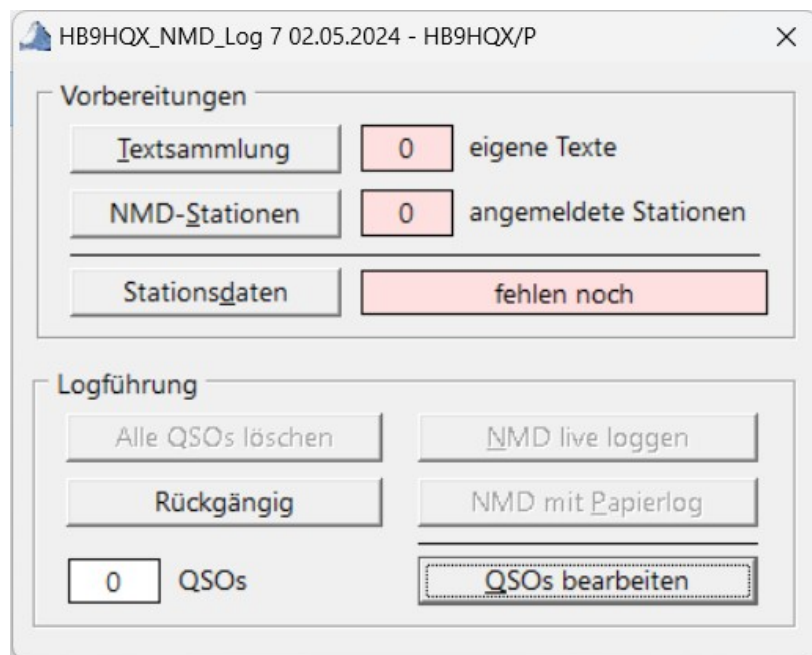 HB9HQX_NMD_Log 7 02.05.2024 - HB9HQX/P
Vorbereitungen
Textsammlung 0 eigene Texte
NMD-Stationen 0 angemeldete Stationen
Stationsdaten fehlen noch
Logführung
Alle QSOs löschen NMD live loggen
Rückgängig NMD mit Papierlog
0 QSOs QSOs bearbeiten